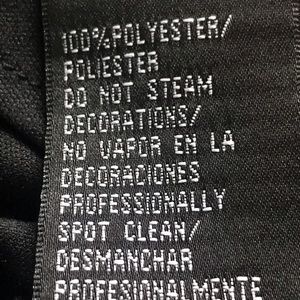 100%POLYESTER/
POLIESTER
DO NOT STEAM
DECORATIONS/
NO VAPOR EN LA
DECORACIONES
PROFESSIONALLY
SPOT CLEAN/
DESMANCHAR
PROFESIONALMENTE